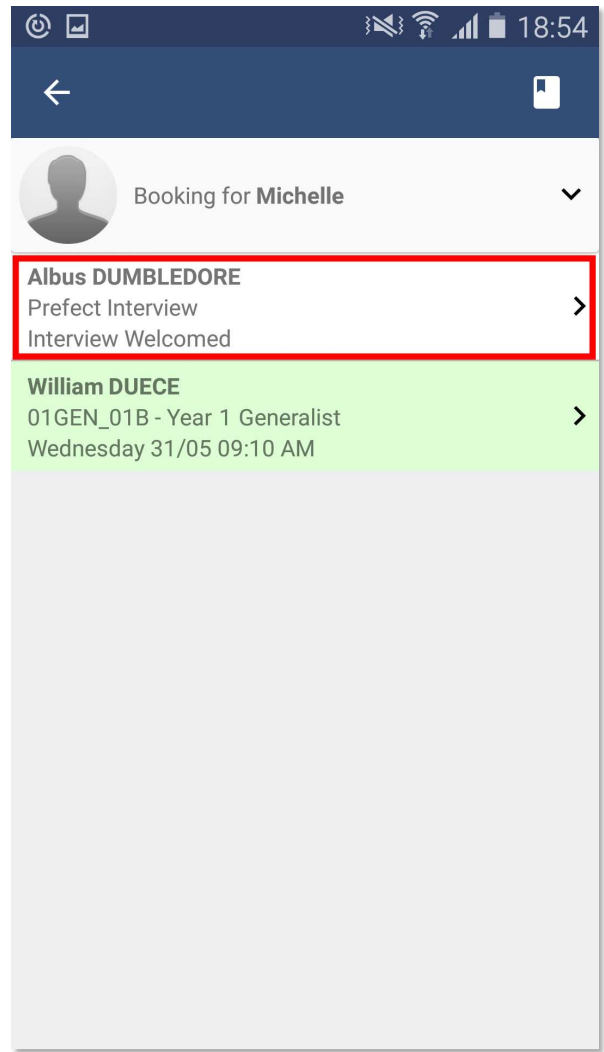 18:54
Booking for Michelle
Albus DUMBLEDORE
Prefect Interview
Interview Welcomed
William DUECE
01GEN_01B - Year 1 Generalist
Wednesday 31/05 09:10 AM